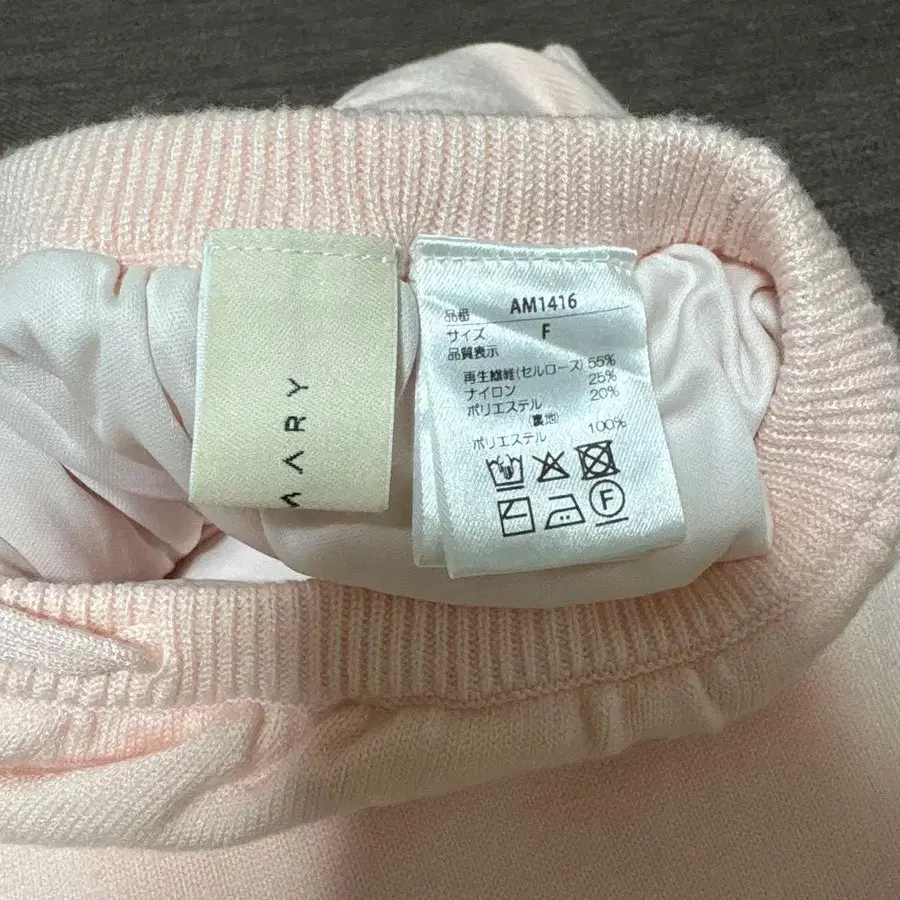 MARY
品番 AM1416
サイズ F
品質表示
再生繊維(セルロース) 55%
ナイロン 25%
ポリエステル 20%
(裏地)
ポリエステル 100%
F